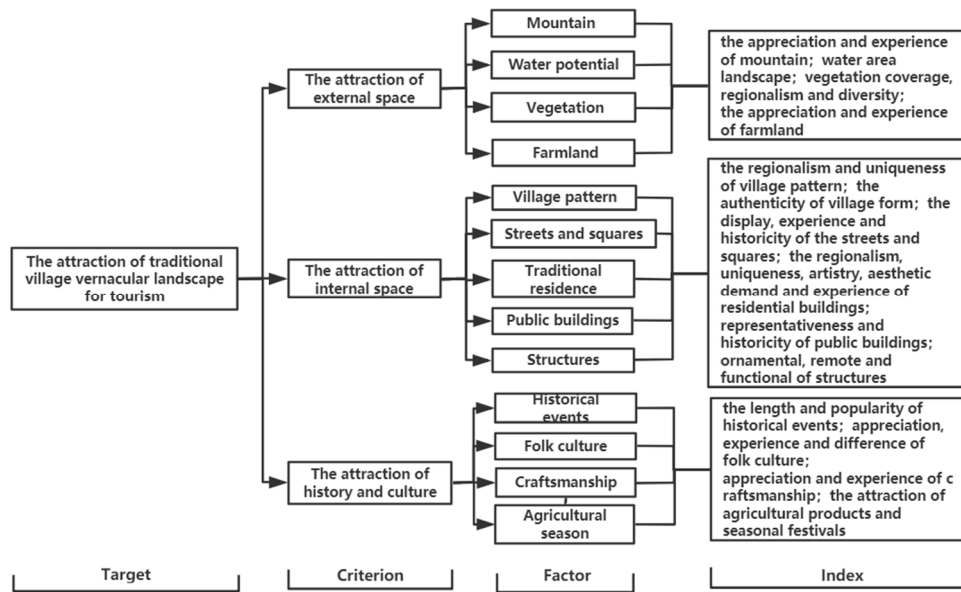 The attraction of traditional
village vernacular landscape
for tourism
The attraction of
external space
The attraction of
internal space
The attraction of
history and culture
Mountain
Water potential
Vegetation
Farmland
Village pattern
Streets and squares
Traditional
residence
Public buildings
Structures
Historical
events
Folk culture
Craftsmanship
Agricultural
season
the appreciation and experience
of mountain; water area
landscape; vegetation coverage,
regionalism and diversity;
the appreciation and experience
of farmland
the regionalism and uniqueness
of village pattern; the
authenticity of village form; the
display, experience and
historicity of the streets and
squares; the regionalism,
uniqueness, artistry, aesthetic
demand and experience of
residential buildings;
representativeness and
historicity of public buildings;
ornamental, remote and
functional of structures
the length and popularity of
historical events; appreciation,
experience and difference of
folk culture;
appreciation and experience of c
raftsmanship; the attraction of
agricultural products and
seasonal festivals
Target
Criterion
Factor
Index